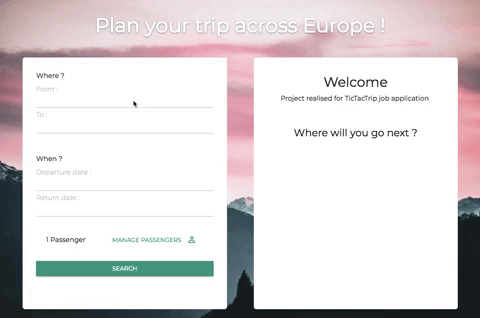 Plan your trip across Europe !
Where ?
From :
To :
When ?
Departure date :
Return date :
1 Passenger
MANAGE PASSENGERS
SEARCH
Welcome
Project realised for TicTacTrip job application
Where will you go next ?